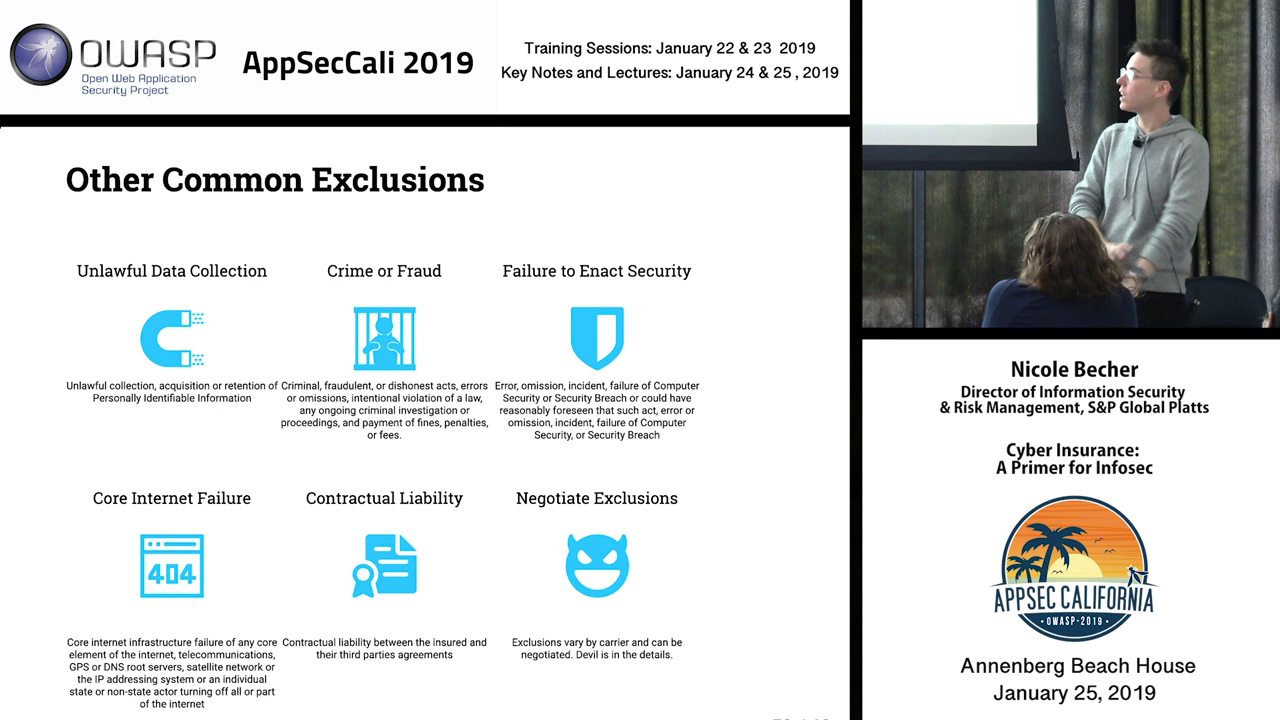 OWASP
Open Web Application
Security Project
AppSecCali 2019
Training Sessions: January 22 & 23 2019
Key Notes and Lectures: January 24 & 25 , 2019
Other Common Exclusions
Unlawful Data Collection
Unlawful collection, acquisition or retention of
Personally Identifiable Information
Crime or Fraud
Criminal, fraudulent, or dishonest acts, errors
or omissions, intentional violation of a law,
any ongoing criminal investigation or
proceedings, and payment of fines, penalties,
or fees.
Failure to Enact Security
Error, omission, incident, failure of Computer
Security or Security Breach or could have
reasonably foreseen that such act, error or
omission, incident, failure of Computer
Security, or Security Breach
Core Internet Failure
404
Core internet infrastructure failure of any core
element of the internet, telecommunications,
GPS or DNS root servers, satellite network or
the IP addressing system or an individual
state or non-state actor turning off all or part
of the internet
Contractual Liability
Contractual liability between the insured and
their third parties agreements
Negotiate Exclusions
Exclusions vary by carrier and can be
negotiated. Devil is in the details.
Nicole Becher
Director of Information Security
& Risk Management, S&P Global Platts
Cyber Insurance:
A Primer for Infosec
APPSEC CALIFORNIA
OWASP-2019
Annenberg Beach House
January 25, 2019